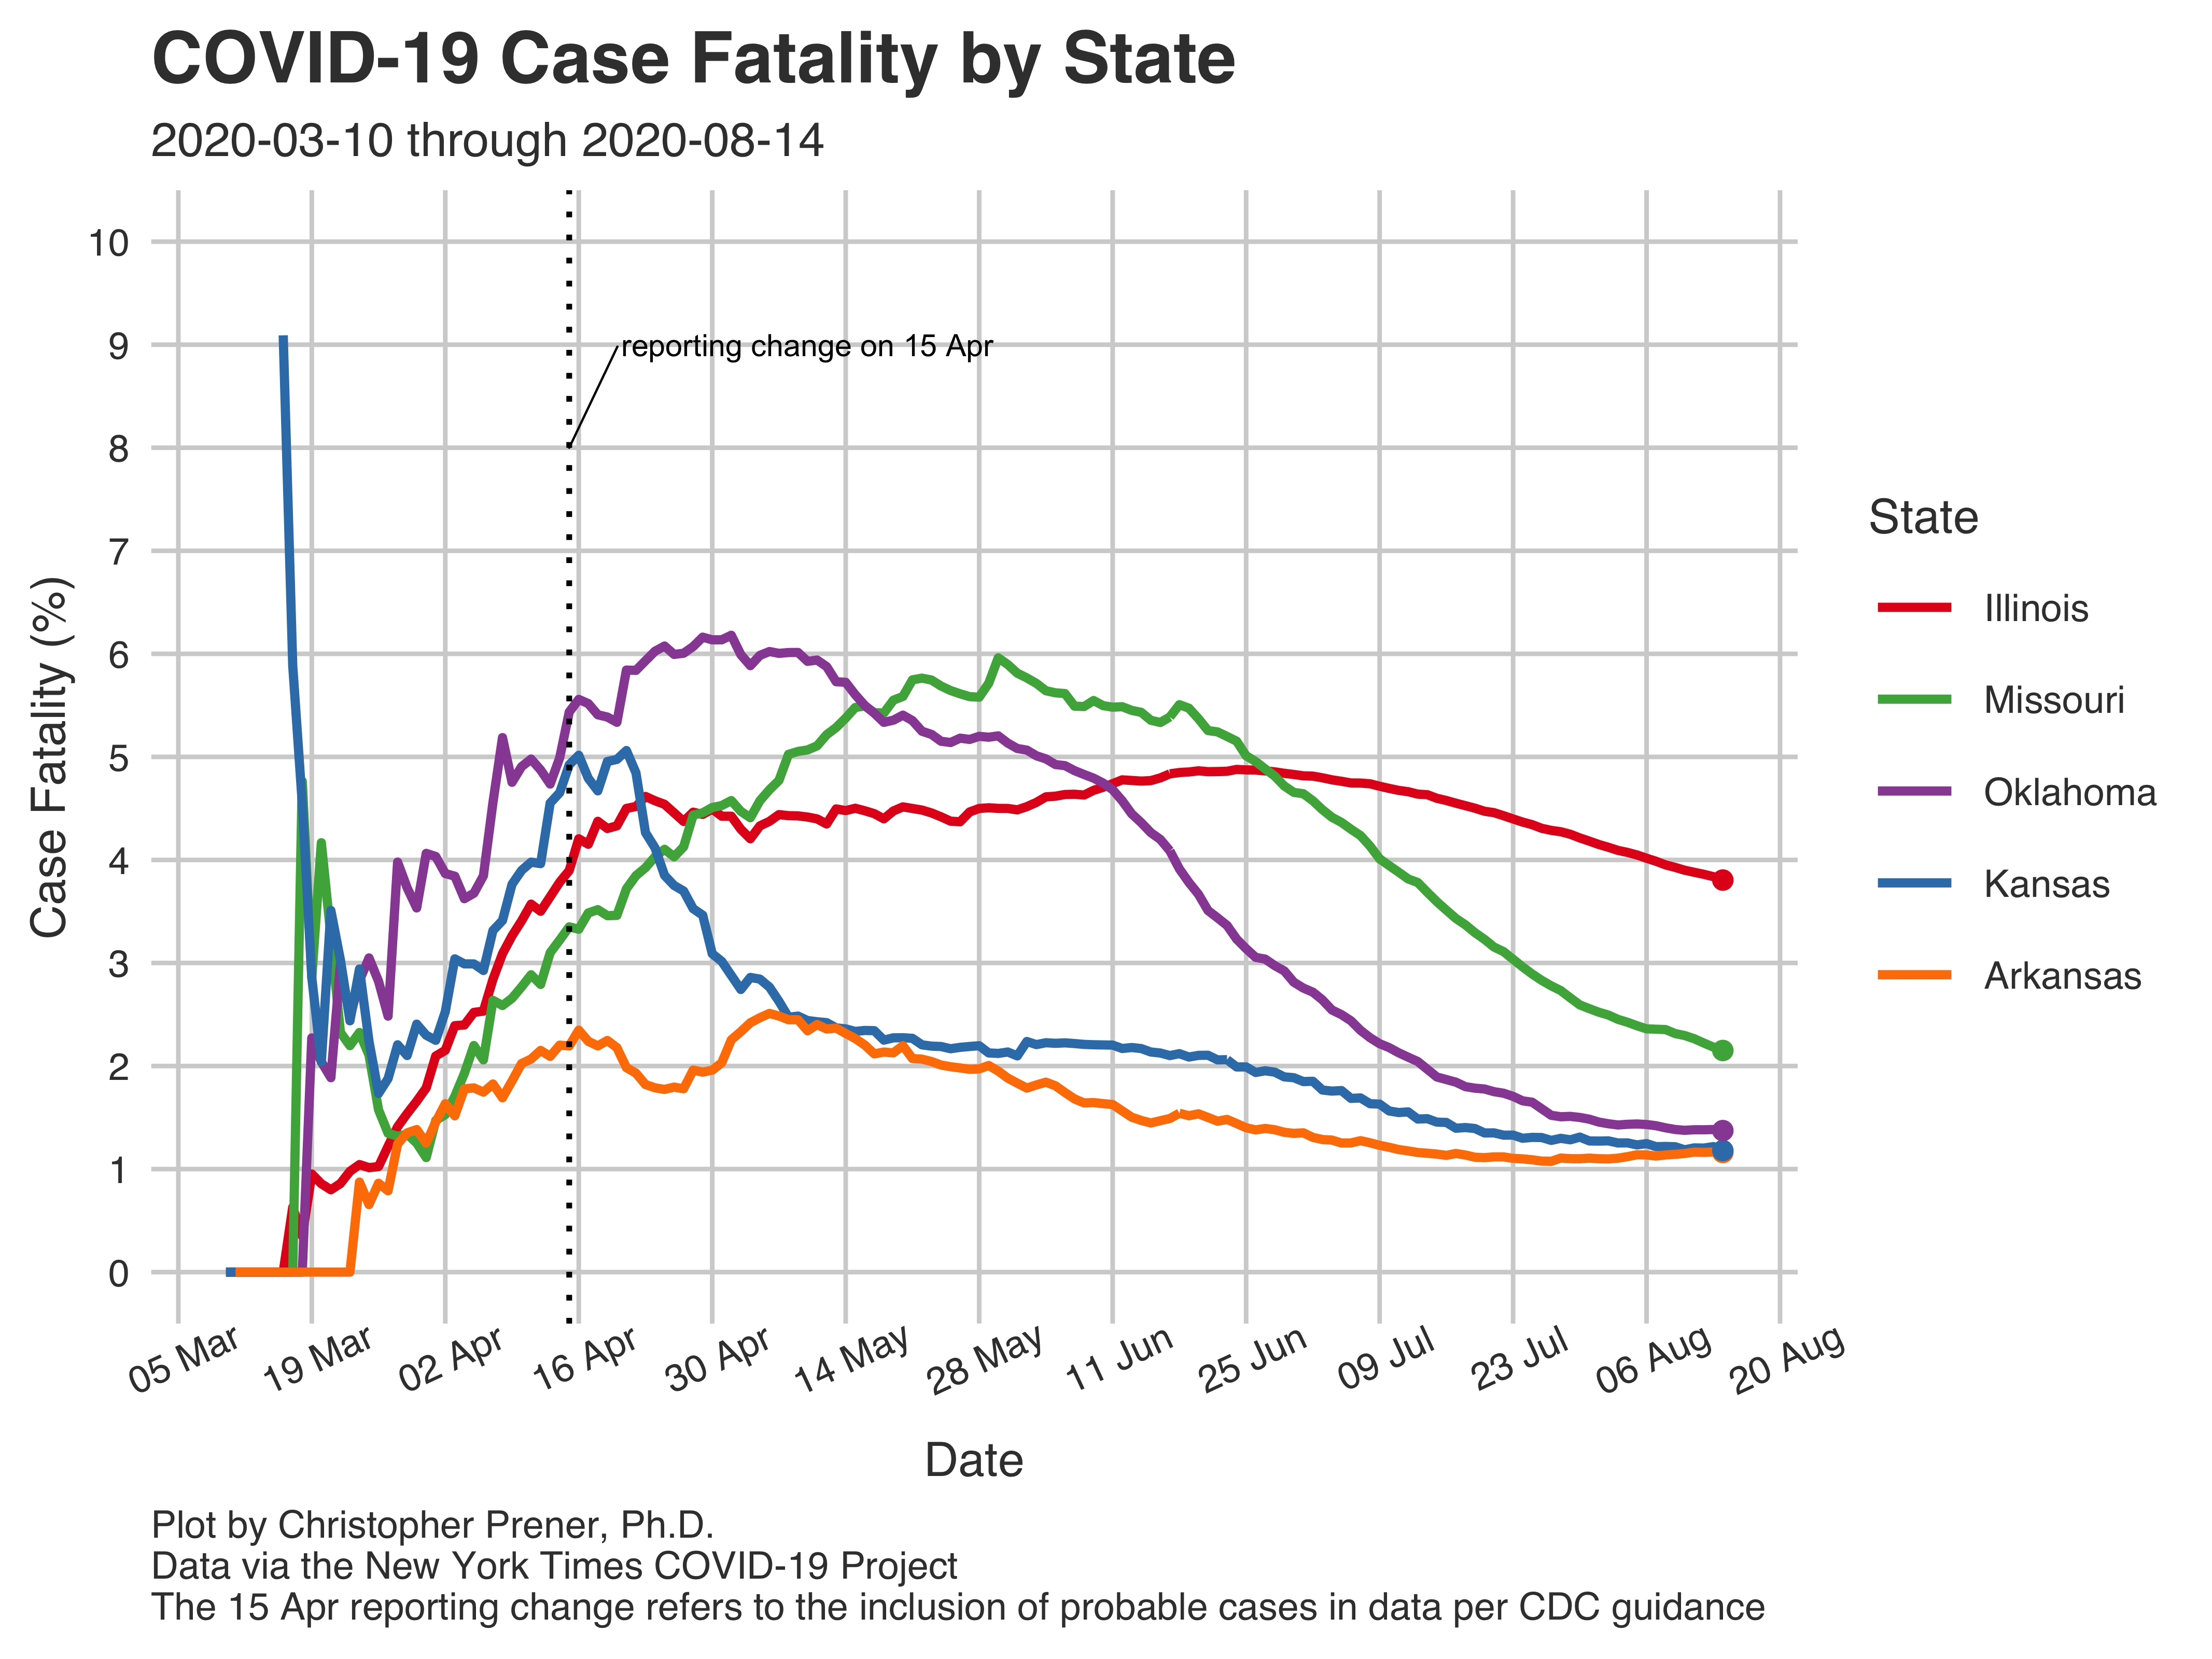 COVID-19 Case Fatality by State
2020-03-10 through 2020-08-14
10
9
8
7
6
5
4
3
2
1
0
Case Fatality (%)
reporting change on 15 Apr
05 Mar
19 Mar
02 Apr
16 Apr
30 Apr
14 May
28 May
11 Jun
25 Jun
09 Jul
23 Jul
06 Aug
20 Aug
Date
State
Illinois
Missouri
Oklahoma
Kansas
Arkansas
Plot by Christopher Prener, Ph.D.
Data via the New York Times COVID-19 Project
The 15 Apr reporting change refers to the inclusion of probable cases in data per CDC guidance